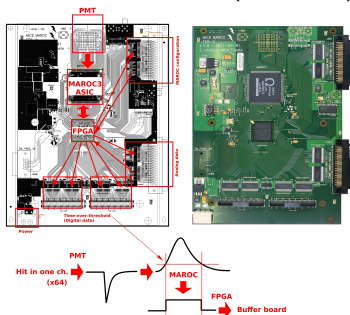 PMT
MAROC3
ASIC
FPGA
MAROC configuration
Analog data
Power
Time-over-threshold
(Digital data)
PMT
Hit in one ch.
(x64)
MAROC
FPGA
Buffer board